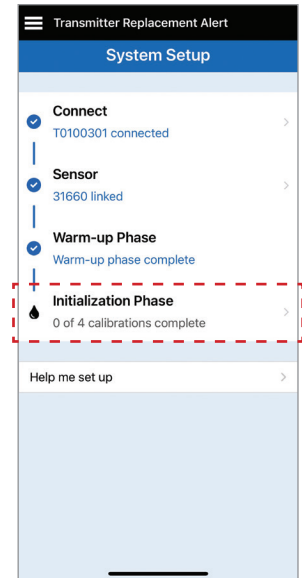 Transmitter Replacement Alert
System Setup
Connect
T0100301 connected
Sensor
31660 linked
Warm-up Phase
Warm-up phase complete
Initialization Phase
0 of 4 calibrations complete
Help me set up